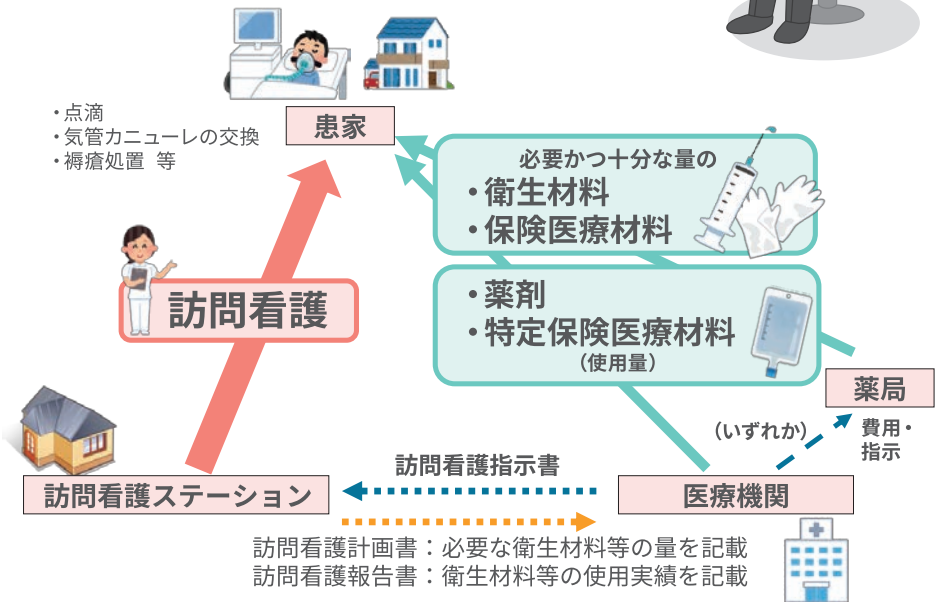 ・点滴
・気管カニューレの交換
・褥瘡処置 等
患家
必要かつ十分な量の
・衛生材料
・保険医療材料
訪問看護
・薬剤
・特定保険医療材料
（使用量）
薬局
（いずれか）
費用・
指示
訪問看護指示書
訪問看護ステーション
医療機関
訪問看護計画書：必要な衛生材料等の量を記載
訪問看護報告書：衛生材料等の使用実績を記載